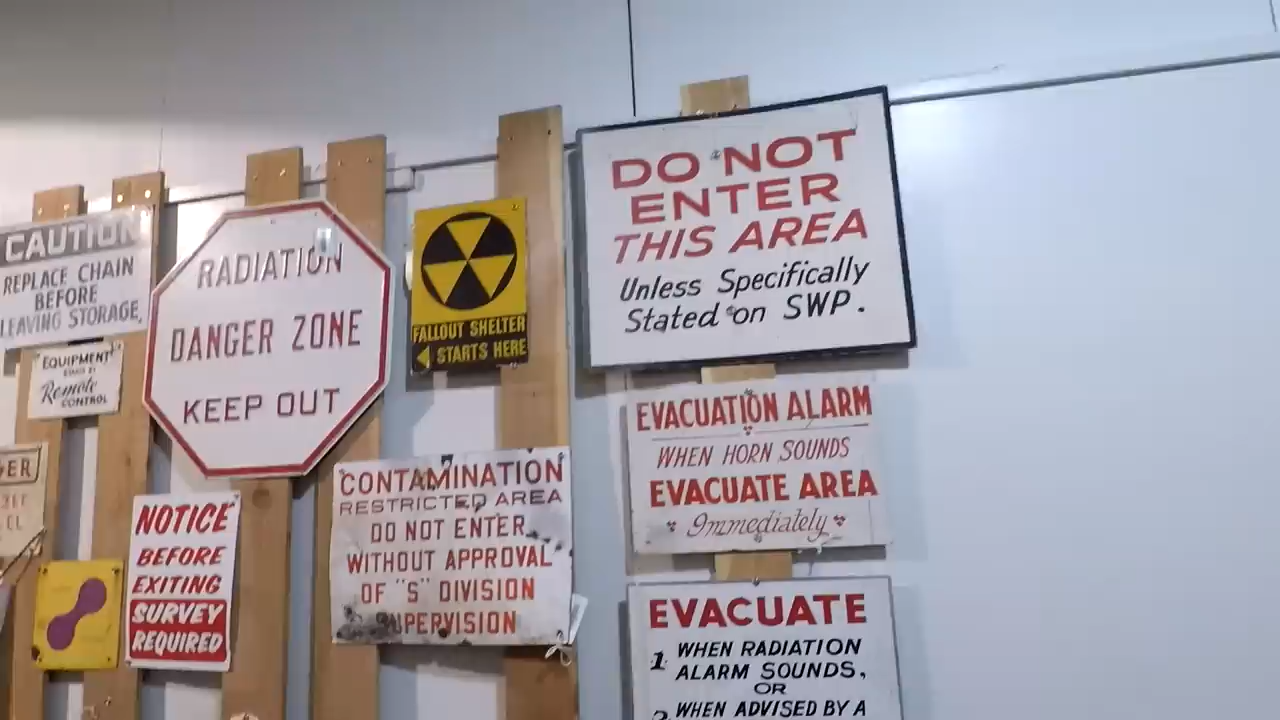 CAUTION
REPLACE CHAIN
BEFORE
LEAVING STORAGE,
EQUIPMENT
Remote
CONTROL
ER
RADIATION
DANGER ZONE
KEEP OUT
NOTICE
BEFORE
EXITING
SURVEY
REQUIRED
FALLOUT SHELTER
STARTS HERE
CONTAMINATION
RESTRICTED AREA
DO NOT ENTER
WITHOUT APPROVAL
OF "S" DIVISION
SUPERVISION
DO NOT
ENTER
THIS AREA
Unless Specifically
Stated on SWP.
EVACUATION ALARM
WHEN HORN SOUNDS
EVACUATE AREA
Immediately
EVACUATE
1. WHEN RADIATION
ALARM SOUNDS,
OR
2 WHEN ADVISED BY A